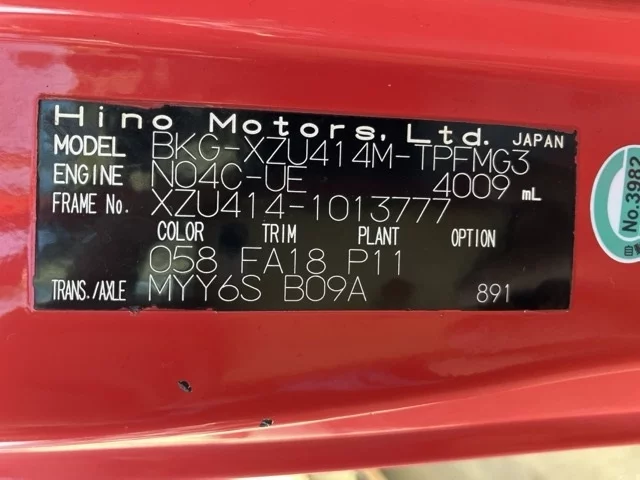 Hino Motors, Ltd. JAPAN
MODEL BKG-XZU414M-TPFMG3
ENGINE N04C-UE 4009 mL
FRAME No. XZU414-1013777
COLOR TRIM PLANT OPTION
058 FA18 P11
TRANS./AXLE MYY6S B09A 891
No.3982